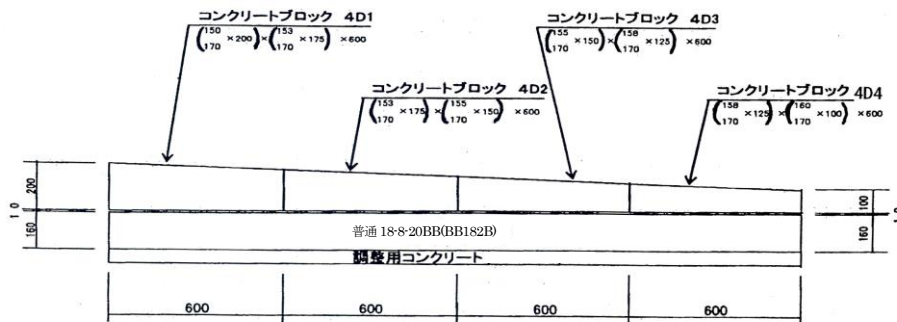 コンクリートブロック 4D1
(150/170 ×200)×(153/170 ×175) ×600
コンクリートブロック 4D3
(155/170 ×150)×(158/170 ×125) ×600
コンクリートブロック 4D2
(153/170 ×175)×(155/170 ×150) ×600
コンクリートブロック 4D4
(158/170 ×125)×(160/170 ×100) ×600
200
10
160
100
160
普通 18-8-20BB(BB182B)
調整用コンクリート
600
600
600
600